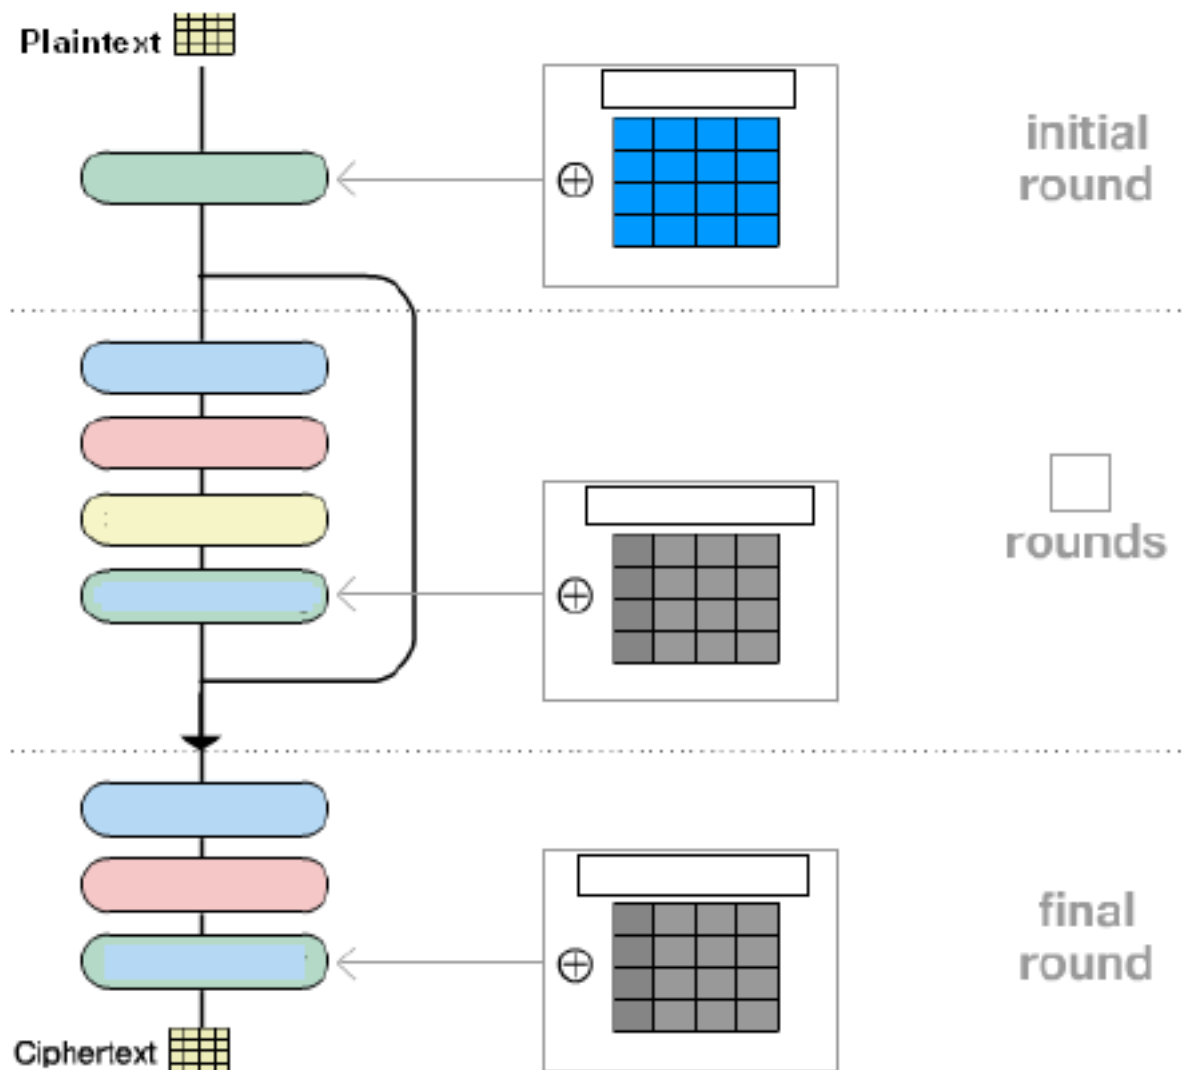 Plaintext
initial
round
rounds
final
round
Ciphertext